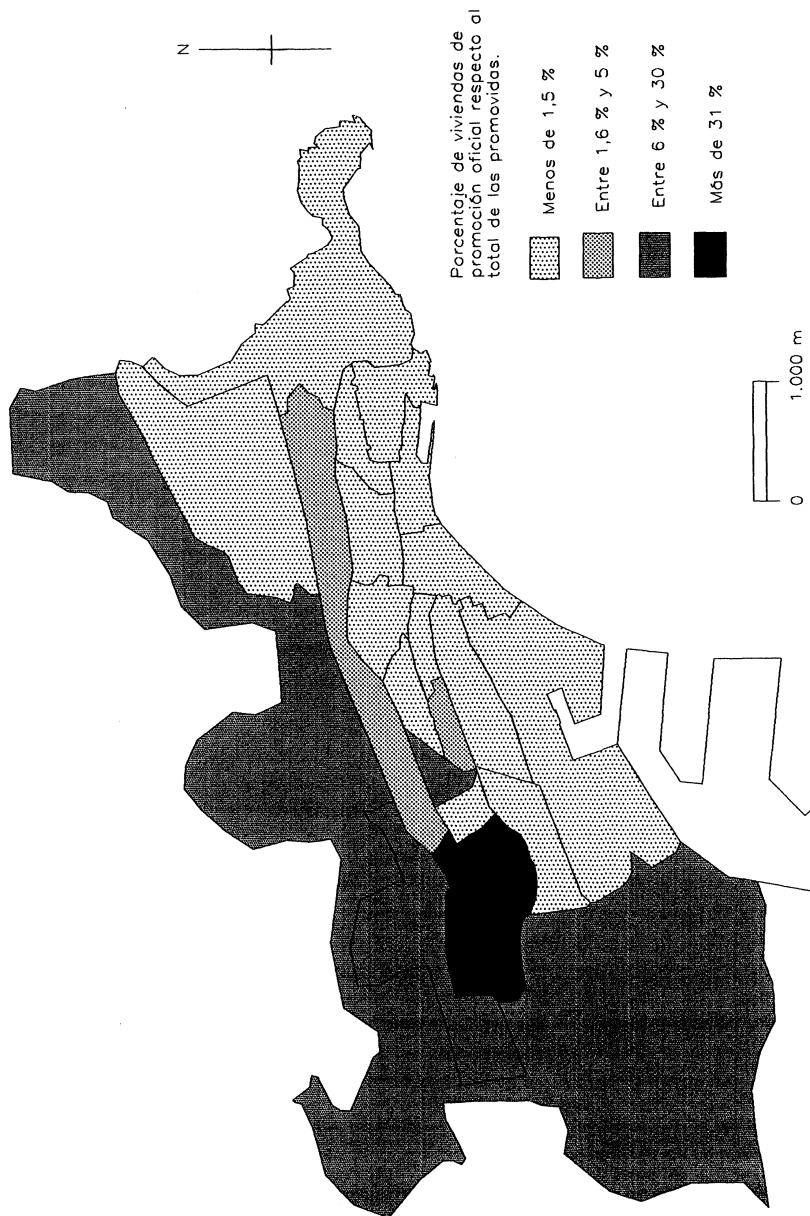 N
Porcentaje de viviendas de
promoción oficial respecto al
total de las promovidas.
Menos de 1,5 %
Entre 1,6 % y 5 %
Entre 6 % y 30 %
Más de 31 %
0 1.000 m